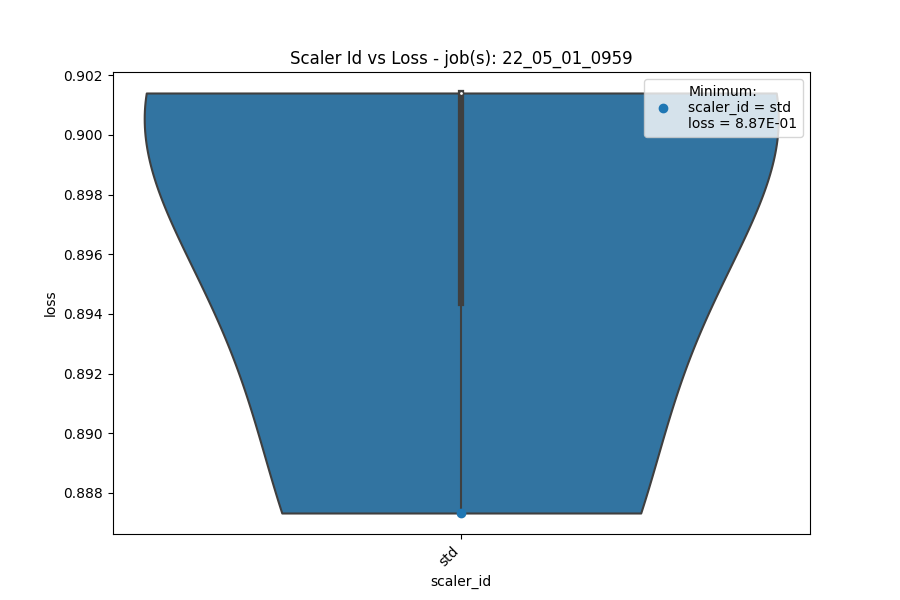 Scaler Id vs Loss - job(s): 22_05_01_0959
Minimum:
scaler_id = std
loss = 8.87E-01
0.902
0.900
0.898
0.896
0.894
0.892
0.890
0.888
loss
std
scaler_id